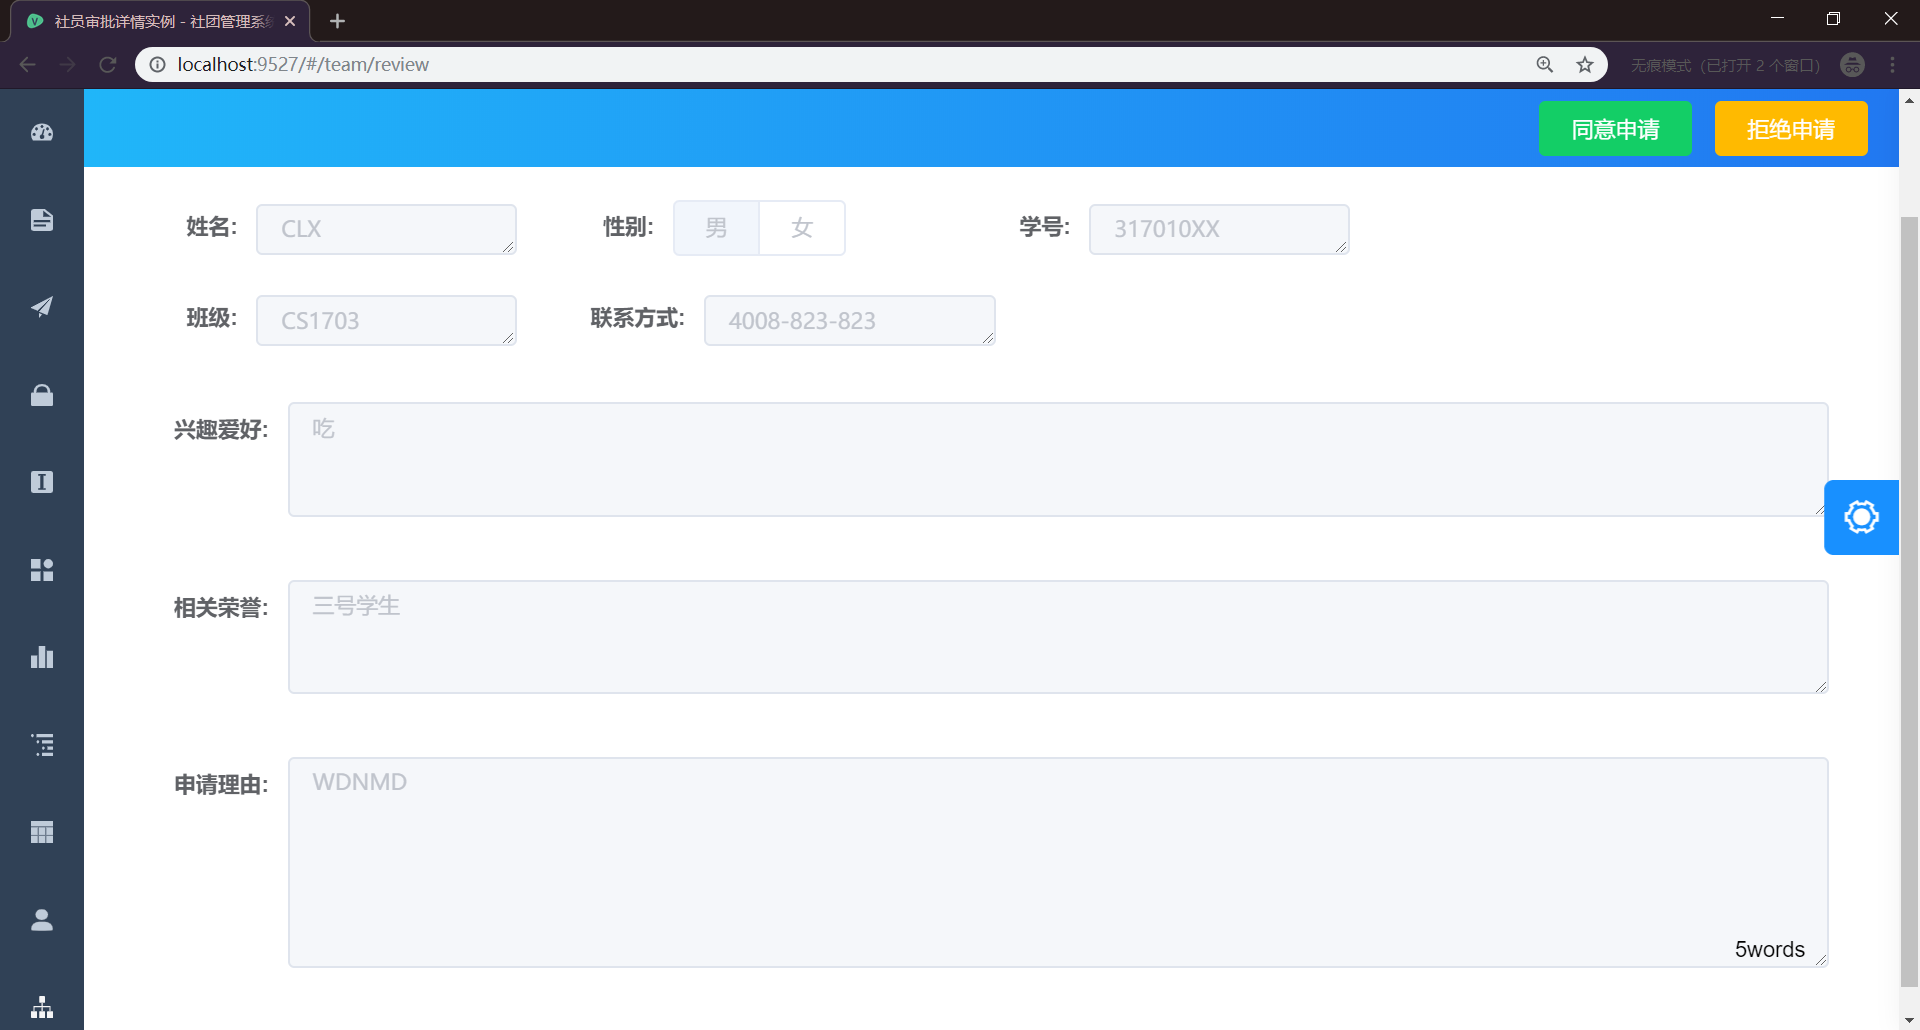 社员审批详情实例 - 社团管理系统
localhost:9527/#/team/review
无痕模式 (已打开 2 个窗口)
同意申请 拒绝申请
姓名: CLX 性别: 男 女 学号: 317010XX
班级: CS1703 联系方式: 4008-823-823
兴趣爱好: 吃
相关荣誉: 三号学生
申请理由: WDNMD
5words